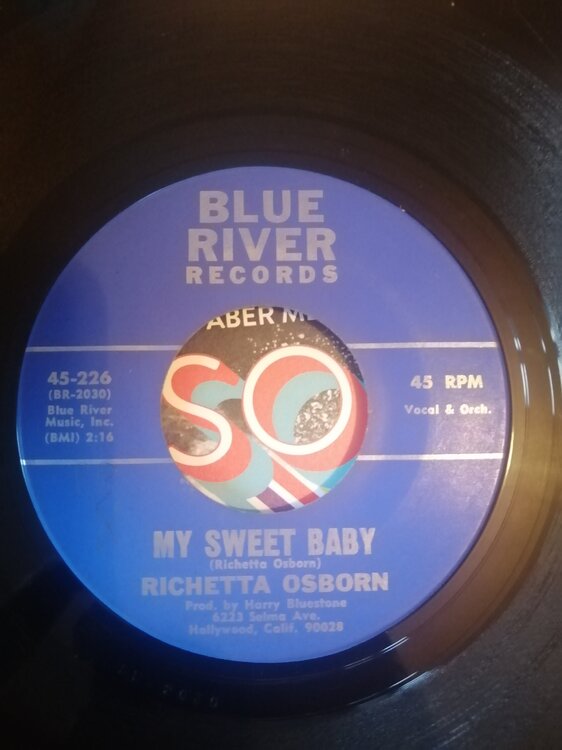 BLUE
RIVER
RECORDS
ABER
SO
45-226
(BR-2030)
Blue River
Music, Inc.
(BMI) 2:16
45 RPM
Vocal & Orch.
MY SWEET BABY
(Richetta Osborn)
RICHETTA OSBORN
Prod. by Harry Bluestone
6223 Selma Ave.
Hollywood, Calif. 90028